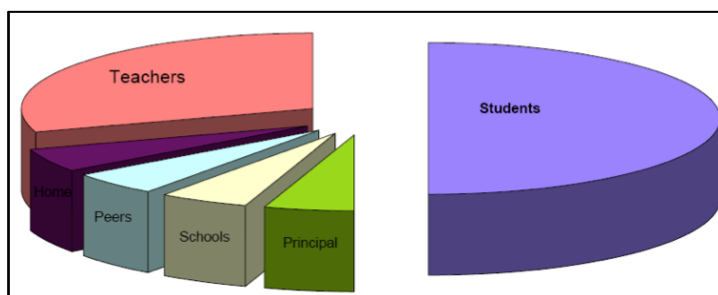 Teachers
Students
Home
Peers
Schools
Principal